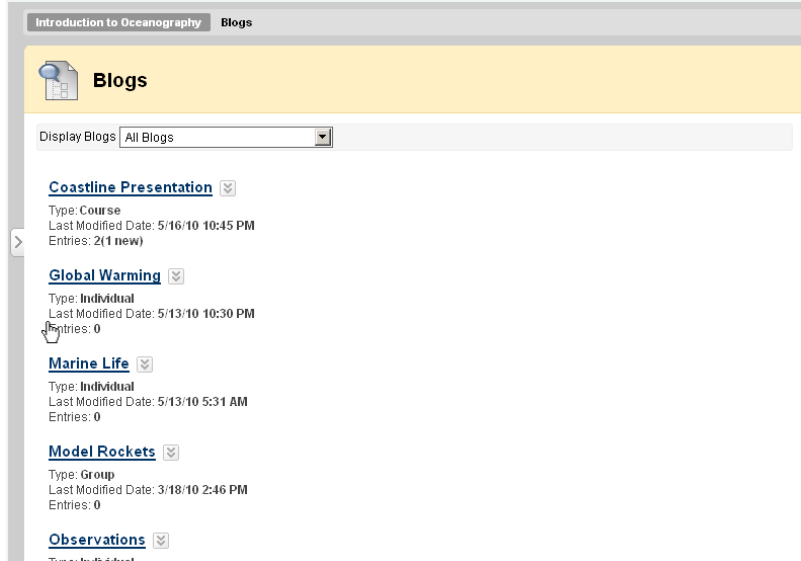 Introduction to Oceanography Blogs
Blogs
Display Blogs All Blogs
Coastline Presentation
Type: Course
Last Modified Date: 5/16/10 10:45 PM
Entries: 2(1 new)
Global Warming
Type: Individual
Last Modified Date: 5/13/10 10:30 PM
Entries: 0
Marine Life
Type: Individual
Last Modified Date: 5/13/10 5:31 AM
Entries: 0
Model Rockets
Type: Group
Last Modified Date: 3/18/10 2:46 PM
Entries: 0
Observations
Type: Individual